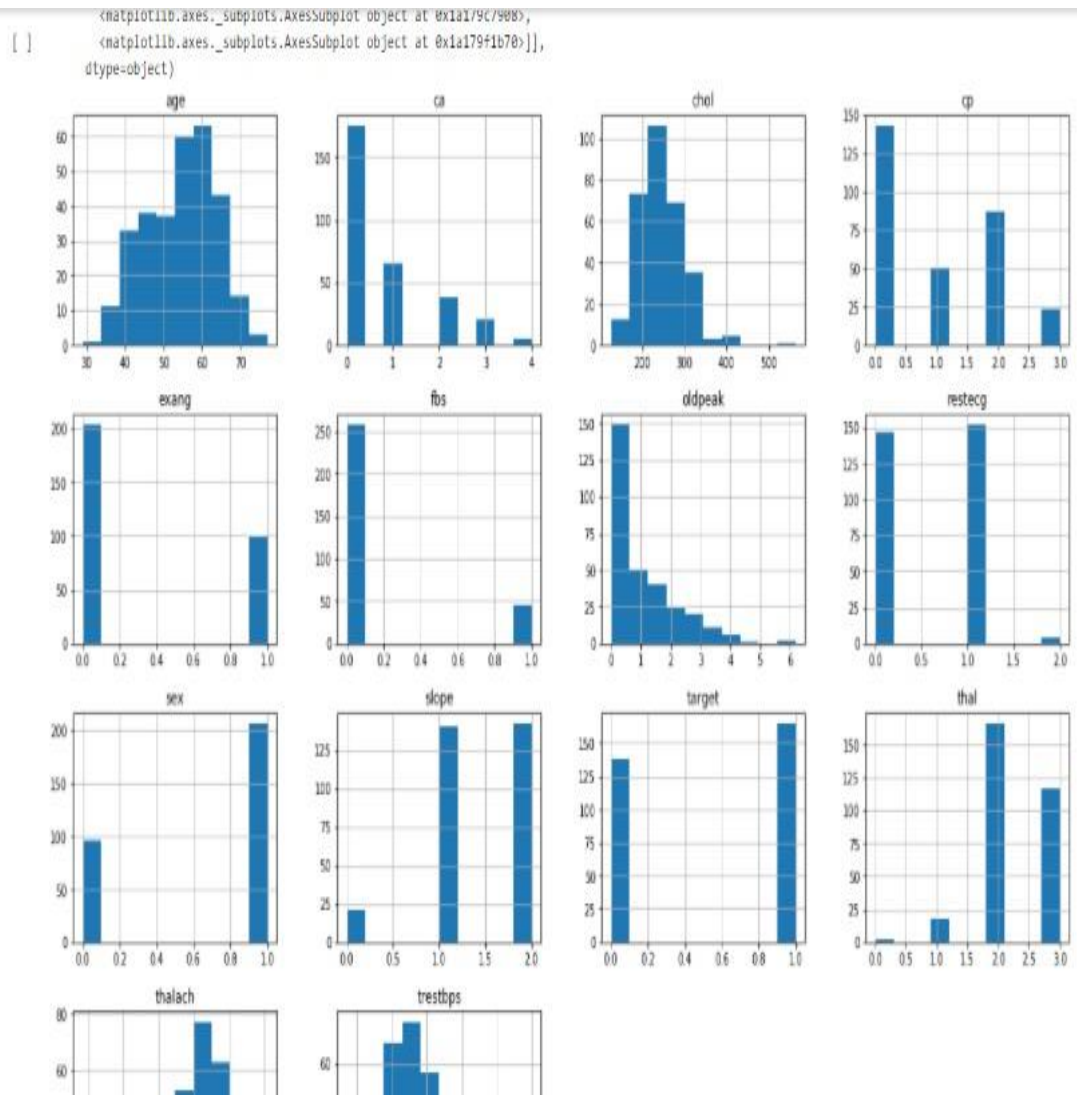 <matplotlib.axes._subplots.AxesSubplot object at 0x1a179c7908>,
[ ] <matplotlib.axes._subplots.AxesSubplot object at 0x1a179f1b70>]],
dtype=object)
age ca chol cp
60 50 40 30 20 10 0
30 40 50 60 70
150 100 50 0
0 1 2 3 4
100 80 60 40 20 0
200 300 400 500
150 125 100 75 50 25 0
0.0 0.5 1.0 1.5 2.0 2.5 3.0
exang fbs oldpeak restecg
200 150 100 50 0
0.0 0.2 0.4 0.6 0.8 1.0
250 200 150 100 50 0
0.0 0.2 0.4 0.6 0.8 1.0
150 125 100 75 50 25 0
0 1 2 3 4 5 6
150 125 100 75 50 25 0
0.0 0.5 1.0 1.5 2.0
sex slope target thal
200 150 100 50 0
0.0 0.2 0.4 0.6 0.8 1.0
125 100 75 50 25 0
0.0 0.5 1.0 1.5 2.0
150 125 100 75 50 25 0
0.0 0.2 0.4 0.6 0.8 1.0
150 125 100 75 50 25 0
0.0 0.5 1.0 1.5 2.0 2.5 3.0
thalach trestbps
80 60
60